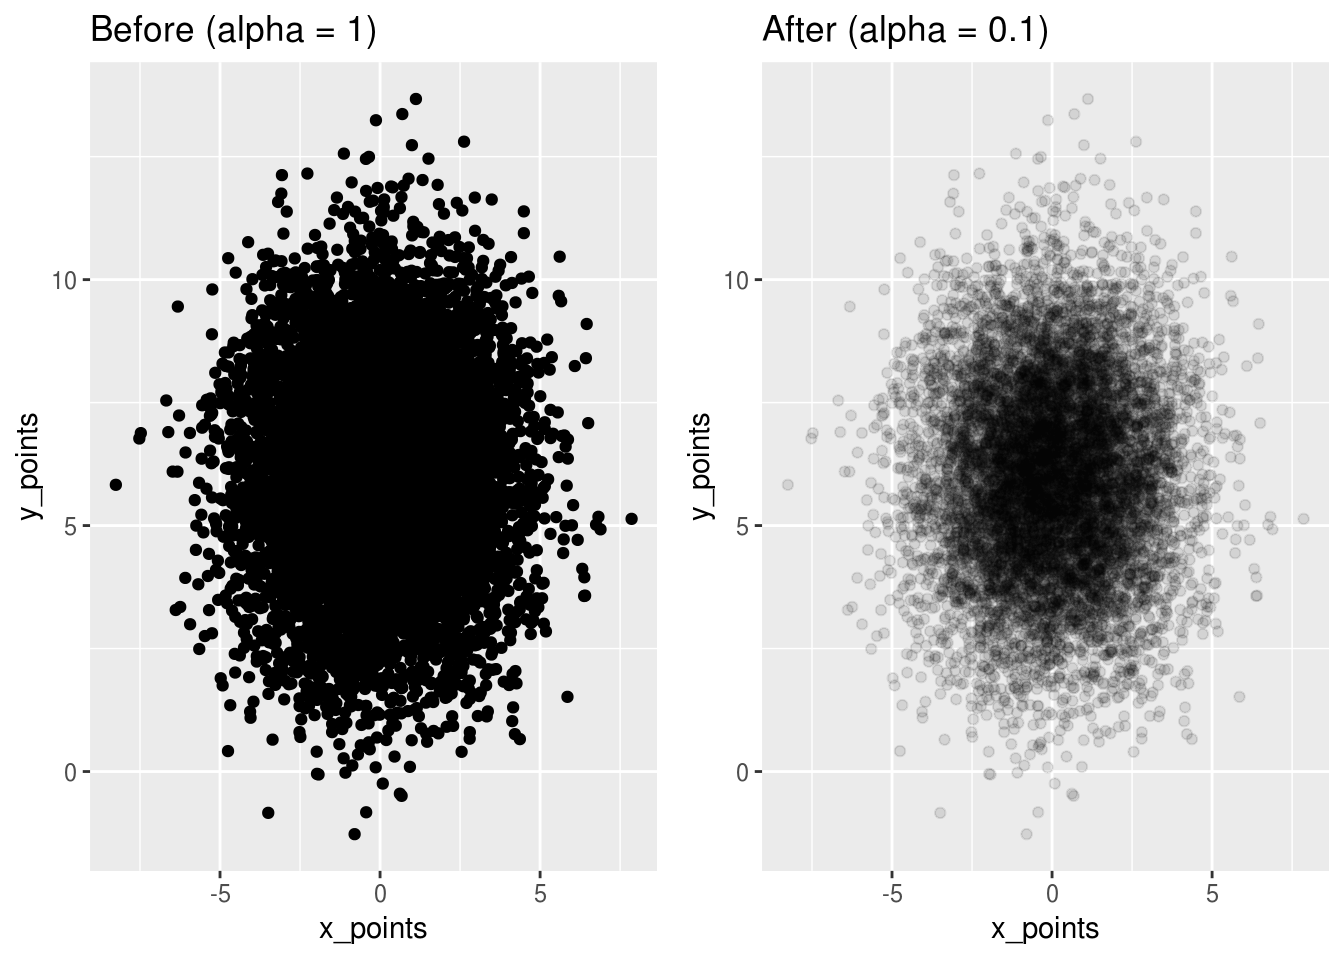 Before (alpha = 1)
y_points
10
5
0
-5
0
5
x_points
After (alpha = 0.1)
y_points
10
5
0
-5
0
5
x_points